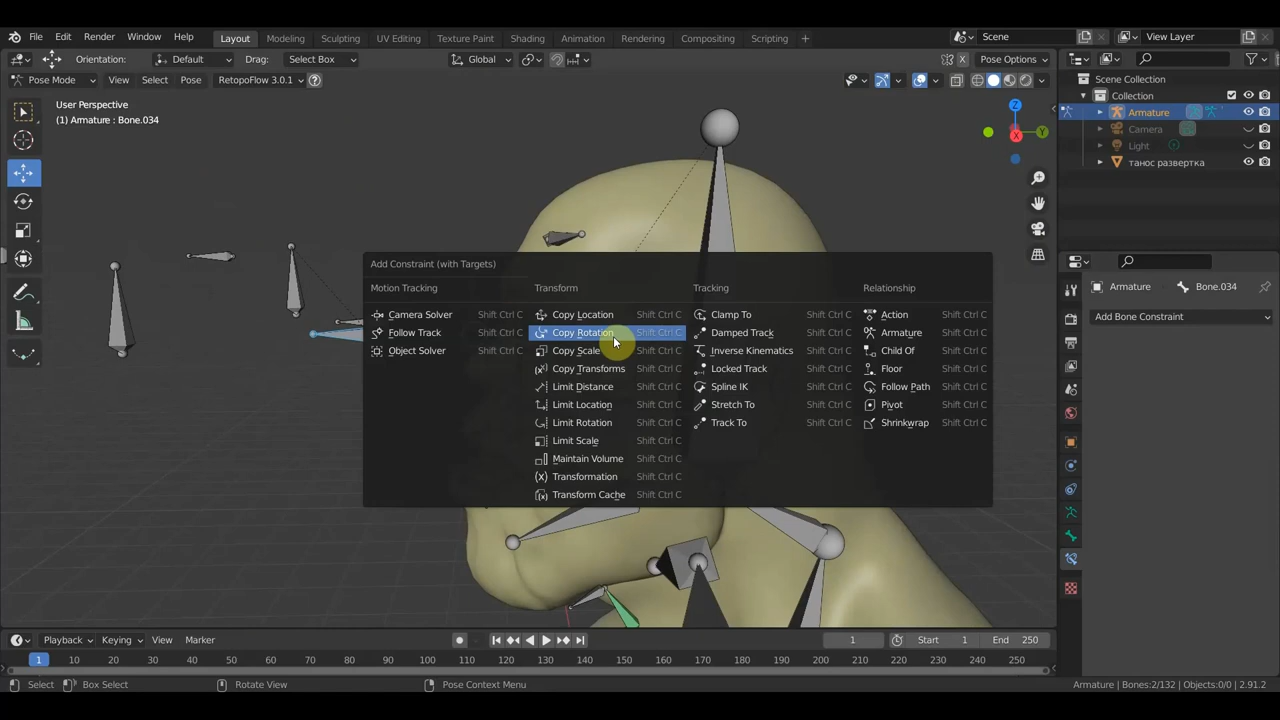 File Edit Render Window Help Layout Modeling Sculpting UV Editing Texture Paint Shading Animation Rendering Compositing Scripting + Scene View Layer
Orientation: Default Drag: Select Box Global X Pose Options
Pose Mode View Select Pose RetopoFlow 3.0.1 ?
Scene Collection
Collection
Armature
Camera
Light
танос развертка
User Perspective
(1) Armature : Bone.034
Z
Y
X
Armature Bone.034
Add Bone Constraint
Add Constraint (with Targets)
Motion Tracking Transform Tracking Relationship
Camera Solver Shift Ctrl C Copy Location Shift Ctrl C Clamp To Shift Ctrl C Action Shift Ctrl C
Follow Track Shift Ctrl C Copy Rotation Shift Ctrl C Damped Track Shift Ctrl C Armature Shift Ctrl C
Object Solver Shift Ctrl C Copy Scale Shift Ctrl C Inverse Kinematics Shift Ctrl C Child Of Shift Ctrl C
Copy Transforms Shift Ctrl C Locked Track Shift Ctrl C Floor Shift Ctrl C
Limit Distance Shift Ctrl C Spline IK Shift Ctrl C Follow Path Shift Ctrl C
Limit Location Shift Ctrl C Stretch To Shift Ctrl C Pivot Shift Ctrl C
Limit Rotation Shift Ctrl C Track To Shift Ctrl C Shrinkwrap Shift Ctrl C
Limit Scale Shift Ctrl C
Maintain Volume Shift Ctrl C
Transformation Shift Ctrl C
Transform Cache Shift Ctrl C
Playback Keying View Marker 1 Start 1 End 250
1 10 20 30 40 50 60 70 80 90 100 110 120 130 140 150 160 170 180 190 200 210 220 230 240 250
Select Box Select Rotate View Pose Context Menu Armature | Bones:2/132 | Objects:0/0 | 2.91.2